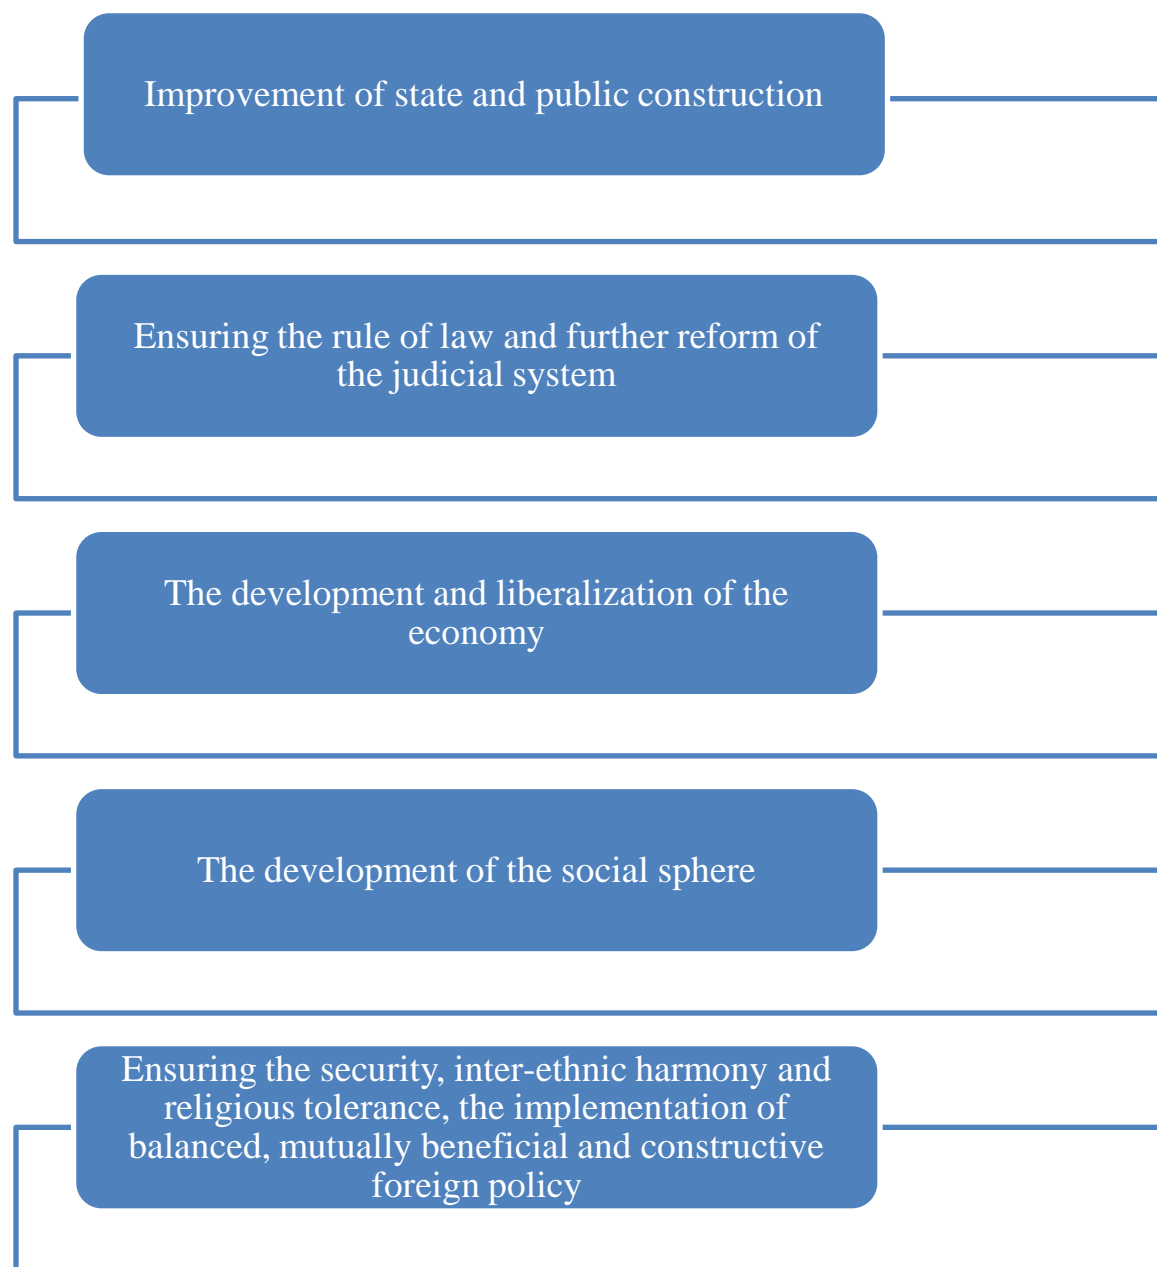 Improvement of state and public construction
Ensuring the rule of law and further reform of
the judicial system
The development and liberalization of the
economy
The development of the social sphere
Ensuring the security, inter-ethnic harmony and
religious tolerance, the implementation of
balanced, mutually beneficial and constructive
foreign policy